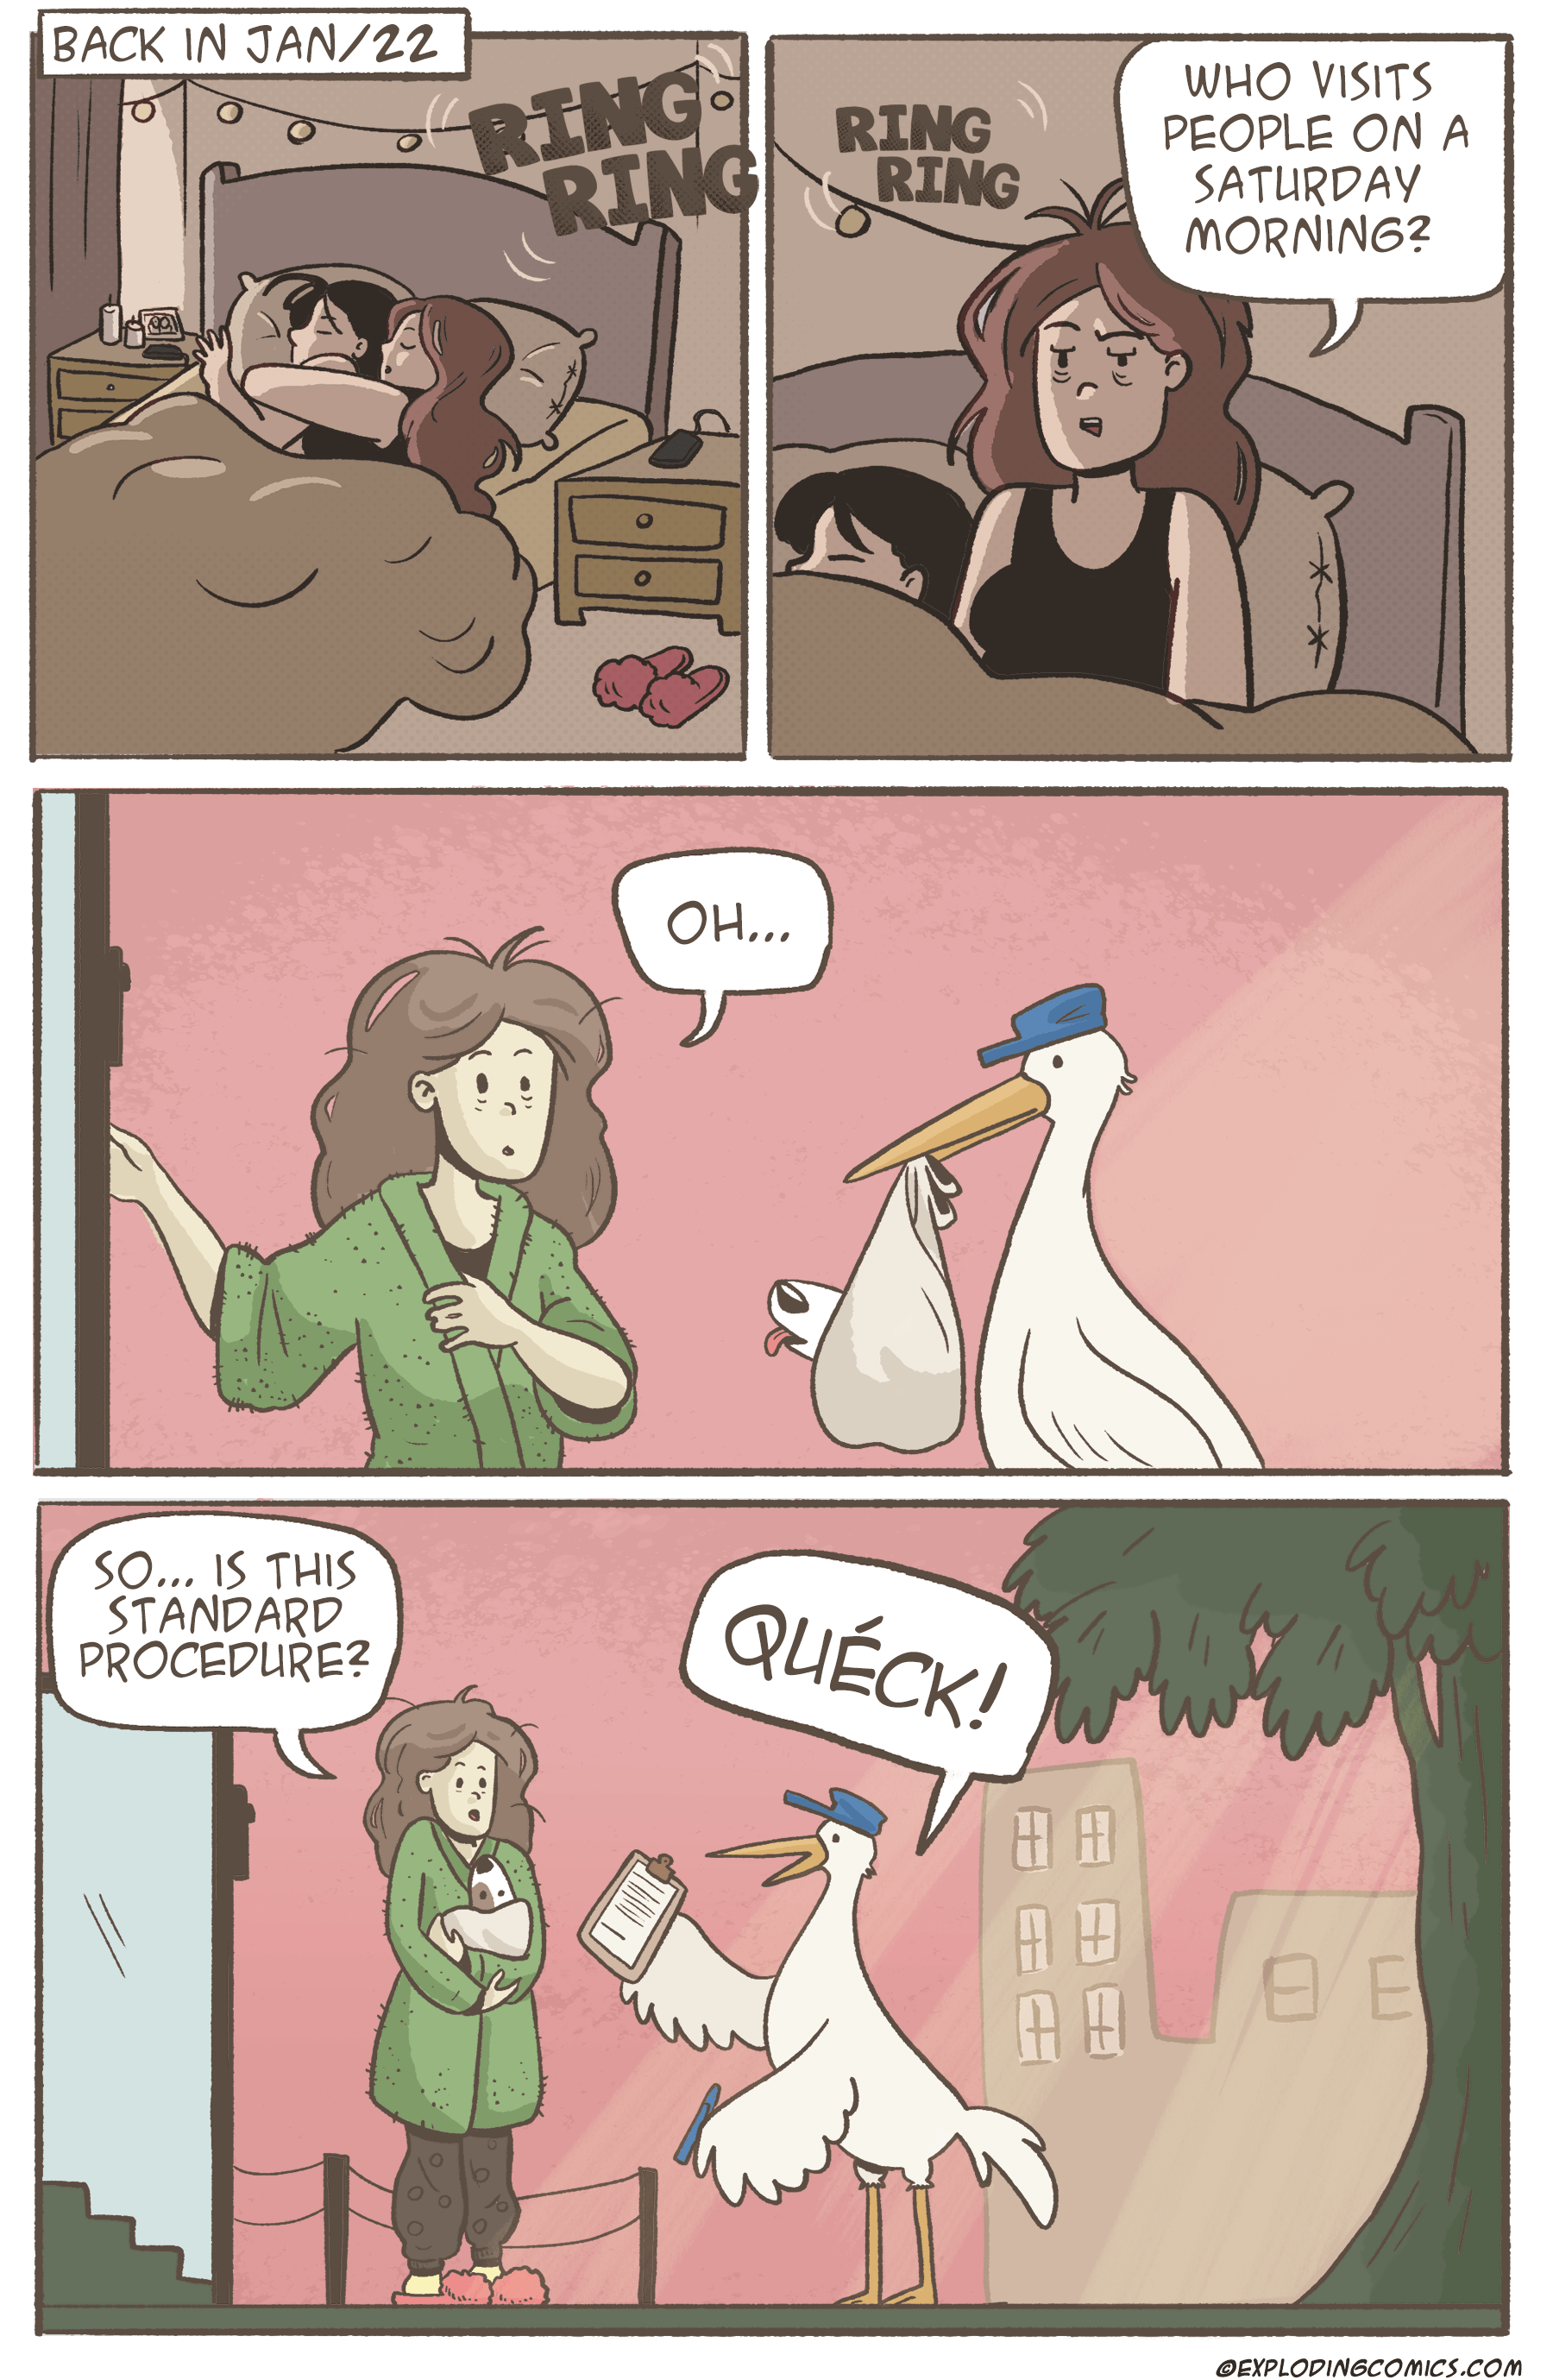 BACK IN JAN/22
RING
RING
RING
RING
WHO VISITS
PEOPLE ON A
SATURDAY
MORNING?
OH...
SO... IS THIS
STANDARD
PROCEDURE?
QUÉCK!
©EXPLODINGCOMICS.COM